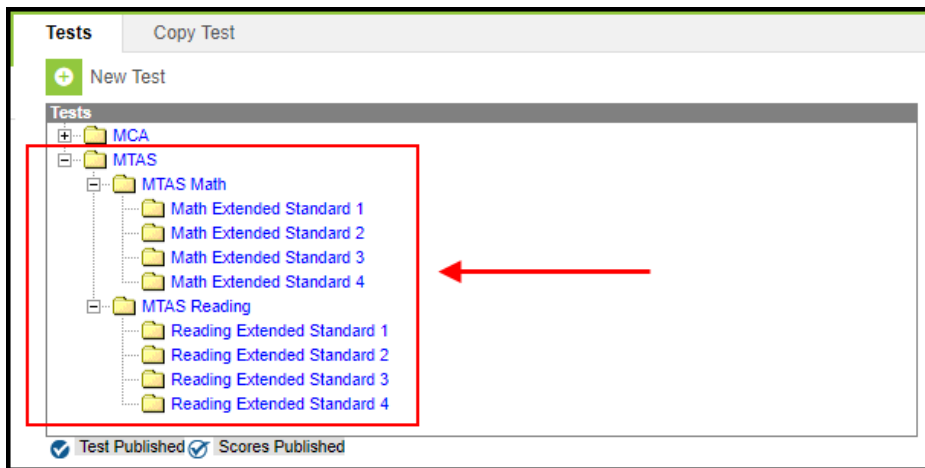 Tests Copy Test
New Test
Tests
MCA
MTAS
MTAS Math
Math Extended Standard 1
Math Extended Standard 2
Math Extended Standard 3
Math Extended Standard 4
MTAS Reading
Reading Extended Standard 1
Reading Extended Standard 2
Reading Extended Standard 3
Reading Extended Standard 4
Test Published Scores Published